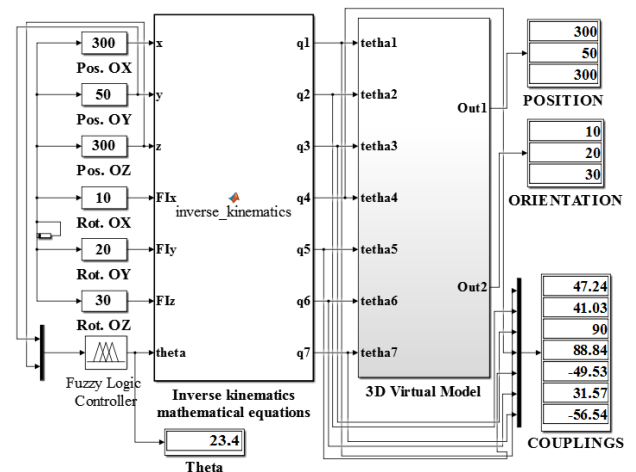 300
x
Pos. OX
50
y
Pos. OY
300
z
Pos. OZ
10
FIx
Rot. OX
20
FIy
Rot. OY
30
FIz
Rot. OZ
theta
Fuzzy Logic
Controller
inverse_kinematics
q1
q2
q3
q4
q5
q6
q7
Inverse kinematics
mathematical equations
23.4
Theta
tetha1
tetha2
tetha3
tetha4
tetha5
tetha6
tetha7
Out1
Out2
3D Virtual Model
300
50
300
POSITION
10
20
30
ORIENTATION
47.24
41.03
90
88.84
-49.53
31.57
-56.54
COUPLINGS